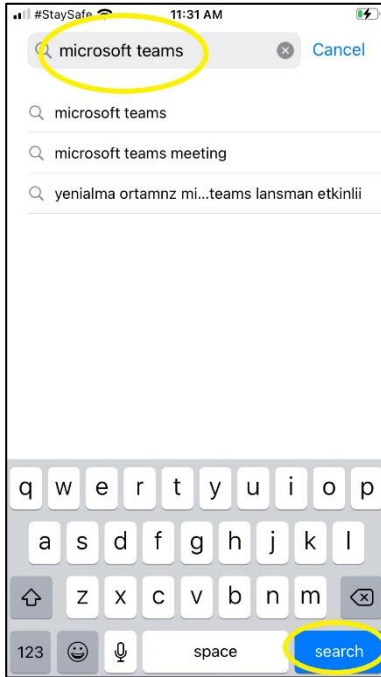 #StaySafe 11:31 AM
microsoft teams Cancel
microsoft teams
microsoft teams meeting
yenialma ortamnz mi...teams lansman etkinlii
q w e r t y u i o p
a s d f g h j k l
z x c v b n m
123 space search